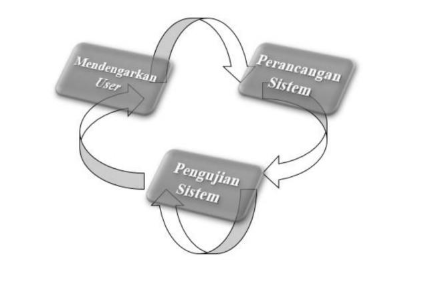 Mendengarkan
User
Perancangan
Sistem
Pengujian
Sistem